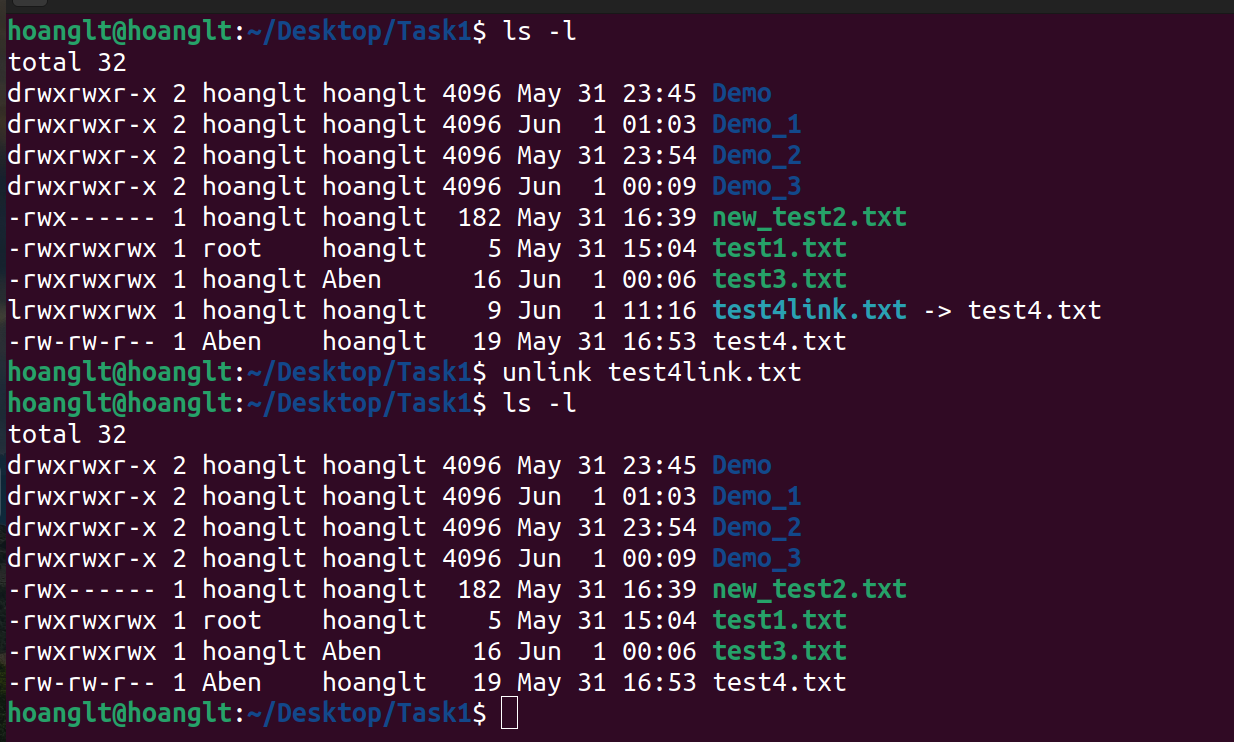 hoanglt@hoanglt:~/Desktop/Task1$ ls -l
total 32
drwxrwxr-x 2 hoanglt hoanglt 4096 May 31 23:45 Demo
drwxrwxr-x 2 hoanglt hoanglt 4096 Jun  1 01:03 Demo_1
drwxrwxr-x 2 hoanglt hoanglt 4096 May 31 23:54 Demo_2
drwxrwxr-x 2 hoanglt hoanglt 4096 Jun  1 00:09 Demo_3
-rwx------ 1 hoanglt hoanglt  182 May 31 16:39 new_test2.txt
-rwxrwxrwx 1 root    hoanglt    5 May 31 15:04 test1.txt
-rwxrwxrwx 1 hoanglt Aben      16 Jun  1 00:06 test3.txt
lrwxrwxrwx 1 hoanglt hoanglt    9 Jun  1 11:16 test4link.txt -> test4.txt
-rw-rw-r-- 1 Aben    hoanglt   19 May 31 16:53 test4.txt
hoanglt@hoanglt:~/Desktop/Task1$ unlink test4link.txt
hoanglt@hoanglt:~/Desktop/Task1$ ls -l
total 32
drwxrwxr-x 2 hoanglt hoanglt 4096 May 31 23:45 Demo
drwxrwxr-x 2 hoanglt hoanglt 4096 Jun  1 01:03 Demo_1
drwxrwxr-x 2 hoanglt hoanglt 4096 May 31 23:54 Demo_2
drwxrwxr-x 2 hoanglt hoanglt 4096 Jun  1 00:09 Demo_3
-rwx------ 1 hoanglt hoanglt  182 May 31 16:39 new_test2.txt
-rwxrwxrwx 1 root    hoanglt    5 May 31 15:04 test1.txt
-rwxrwxrwx 1 hoanglt Aben      16 Jun  1 00:06 test3.txt
-rw-rw-r-- 1 Aben    hoanglt   19 May 31 16:53 test4.txt
hoanglt@hoanglt:~/Desktop/Task1$